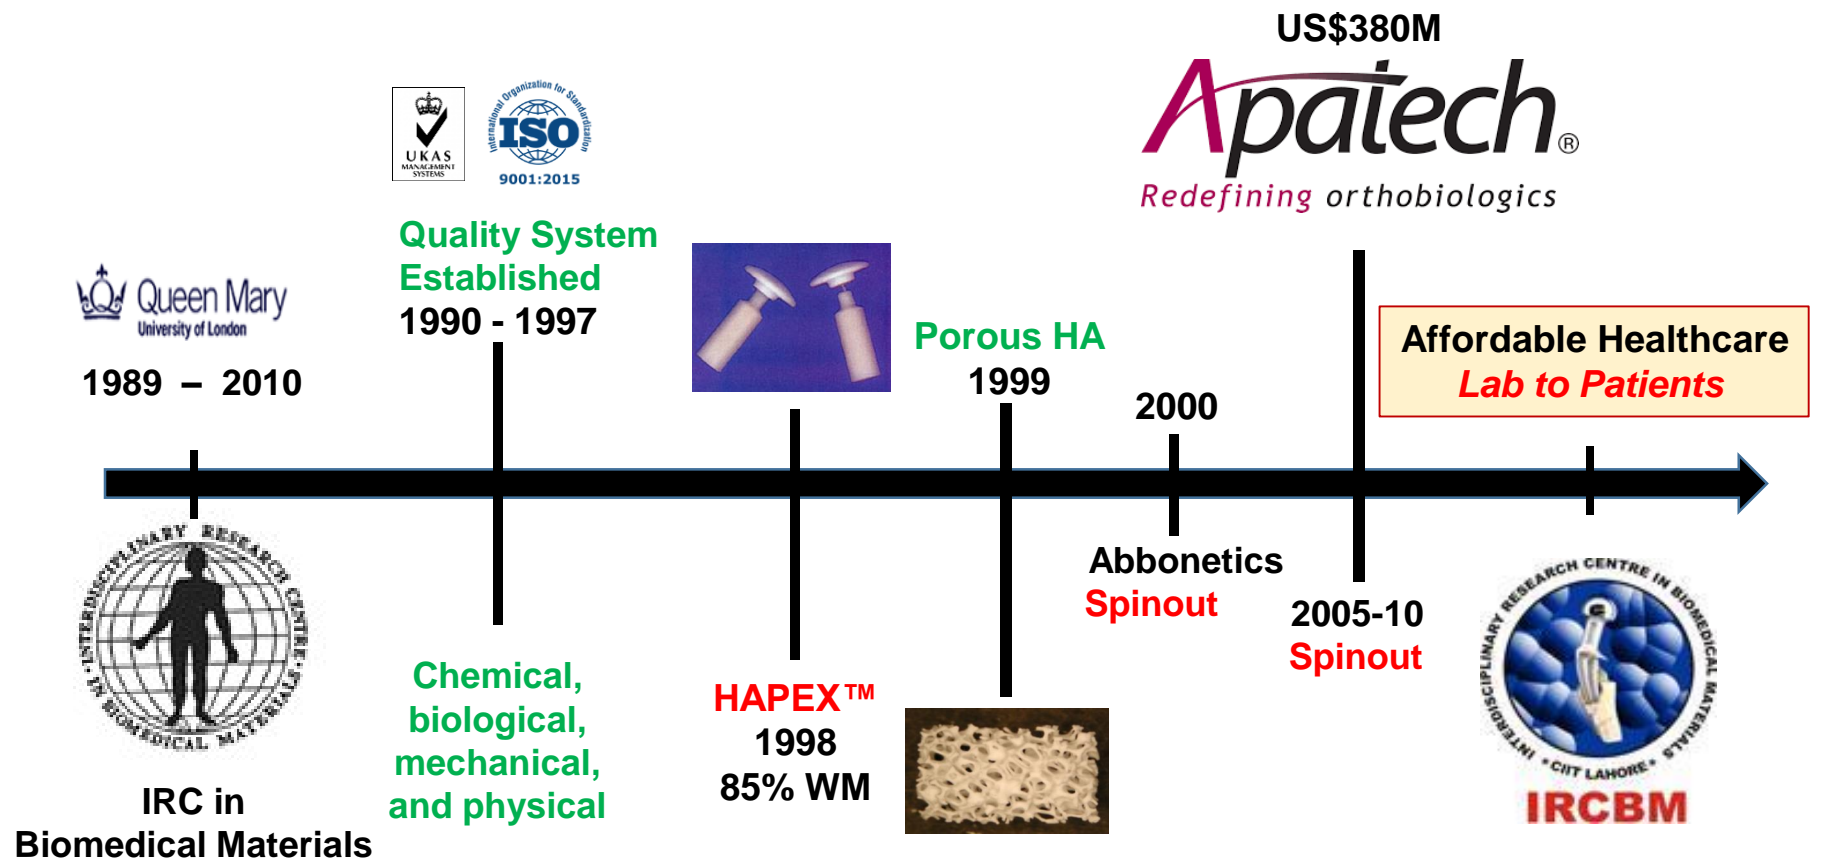 US$380M
Apatech®
Redefining orthobiologics
UKAS
MANAGEMENT
SYSTEMS
International Organization for Standardization
ISO
9001:2015
Quality System
Established
1990 - 1997
Queen Mary
University of London
1989 – 2010
Porous HA
1999
2000
Affordable Healthcare
Lab to Patients
INTERDISCIPLINARY RESEARCH CENTRE
IN BIOMEDICAL MATERIALS
IRC in
Biomedical Materials
Chemical,
biological,
mechanical,
and physical
HAPEX™
1998
85% WM
Abbonetics
Spinout
2005-10
Spinout
INTERDISCIPLINARY RESEARCH CENTRE IN BIOMEDICAL MATERIALS
CIIT LAHORE
IRCBM